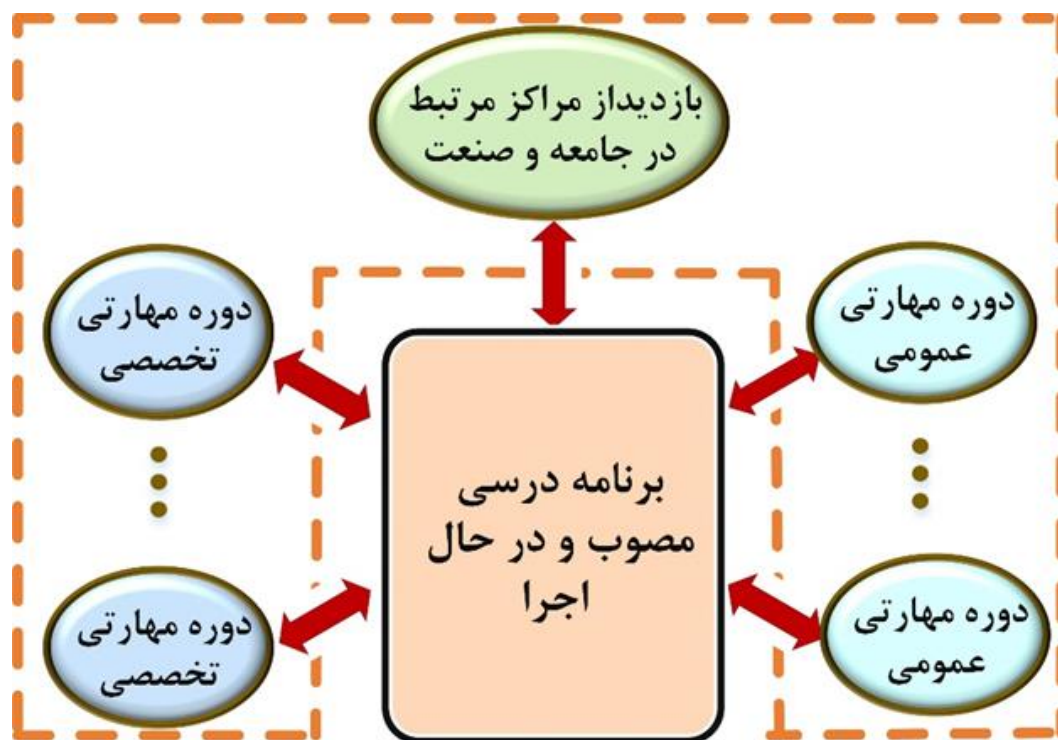 بازدیداز مراکز مرتبط
در جامعه و صنعت
دوره مهارتی
عمومی
دوره مهارتی
تخصصی
برنامه درسی
مصوب و در حال
اجرا
دوره مهارتی
عمومی
دوره مهارتی
تخصصی